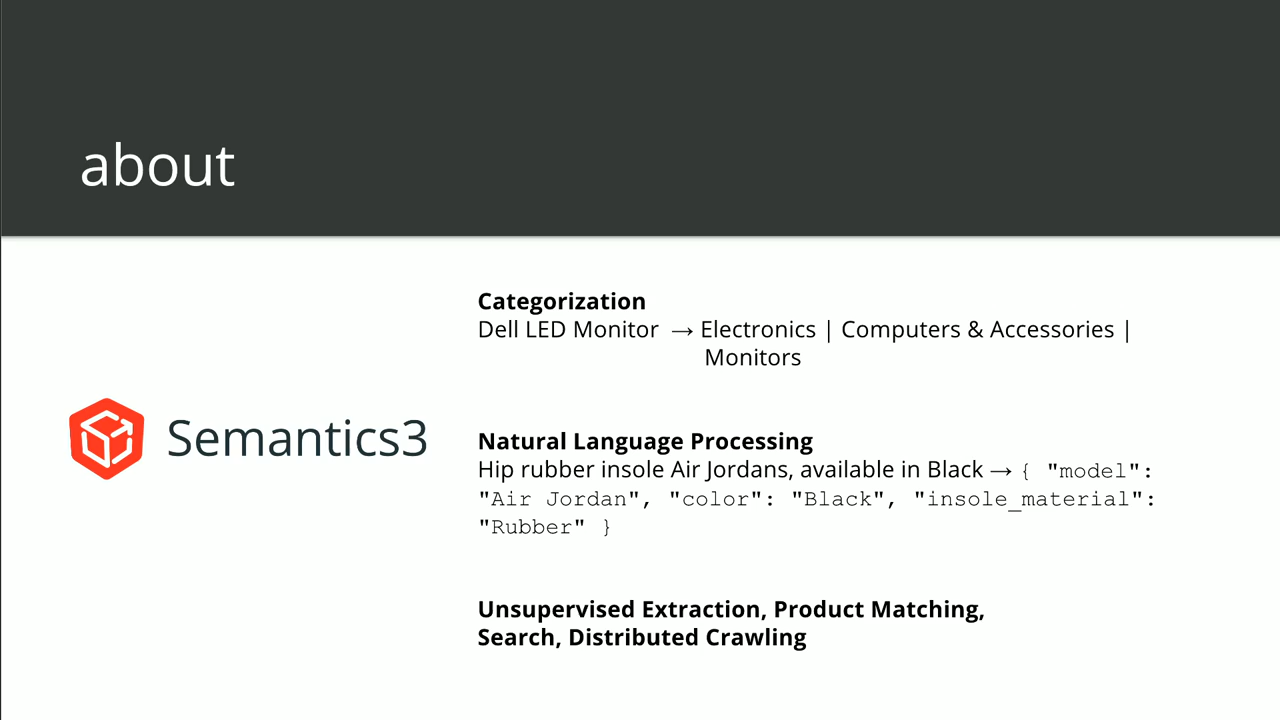 about
Semantics3
Categorization
Dell LED Monitor → Electronics | Computers & Accessories |
Monitors
Natural Language Processing
Hip rubber insole Air Jordans, available in Black → { "model":
"Air Jordan", "color": "Black", "insole_material":
"Rubber" }
Unsupervised Extraction, Product Matching,
Search, Distributed Crawling